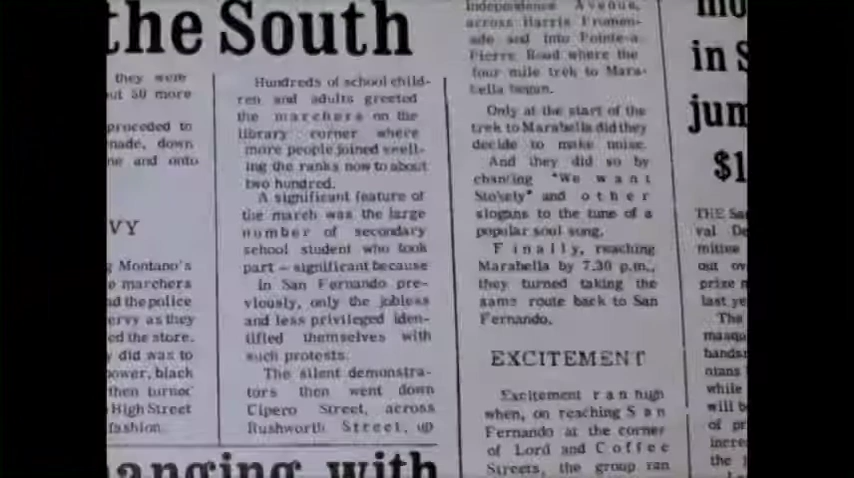 the South
they were
out 50 more
proceded to
nade, down
ne and onto
VY
Montano's
marchers
nd the police
ervy as they
ed the store.
did was to
power, black
then turned
High Street
fashion.
Hundreds of school child-
ren and adults greeted
the marchers on the
library corner where
more people joined swell-
ing the ranks now to about
two hundred.
A significant feature of
the march was the large
number of secondary
school student who took
part - significant because
in San Fernando pre-
viously, only the jobless
and less privileged iden-
tified themselves with
such protests.
The silent demonstra-
tors then went down
Cipero Street, across
Rushworth Street, up
anging with
Independence Avenue,
across Harris Promen-
ade and into Pointe-a-
Pierre Road where the
four mile trek to Mara-
bella began.
Only at the start of the
trek to Marabella did they
decide to make noise.
And they did so by
chanting "We want
Stokely" and other
slogans to the tune of a
popular soul song.
Finally, reaching
Marabella by 7.30 p.m.,
they turned taking the
same route back to San
Fernando.
EXCITEMENT
Excitement ran high
when, on reaching San
Fernando at the corner
of Lord and Coffee
Streets, the group ran
in S
jum
$1
THE Sa
val De
mittee
out ov
prize m
last ye
The
masqu
bands
nians
while
will b
of pr
incre
the